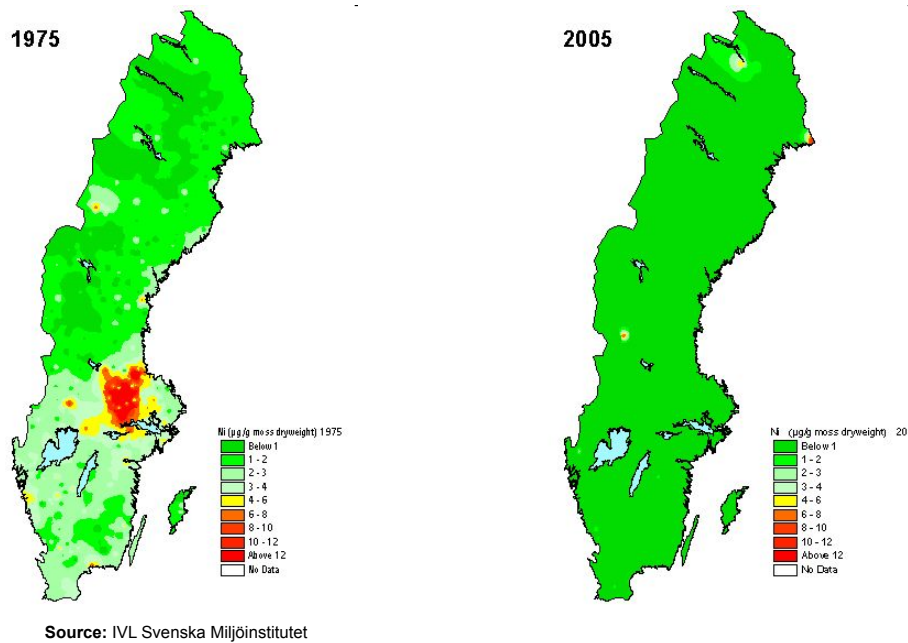 1975
Ni (µg/g moss dryweight) 1975
Below 1
1 - 2
2 - 3
3 - 4
4 - 6
6 - 8
8 - 10
10 - 12
Above 12
No Data
2005
Ni (µg/g moss dryweight) 20
Below 1
1 - 2
2 - 3
3 - 4
4 - 6
6 - 8
8 - 10
10 - 12
Above 12
No Data
Source: IVL Svenska Miljöinstitutet